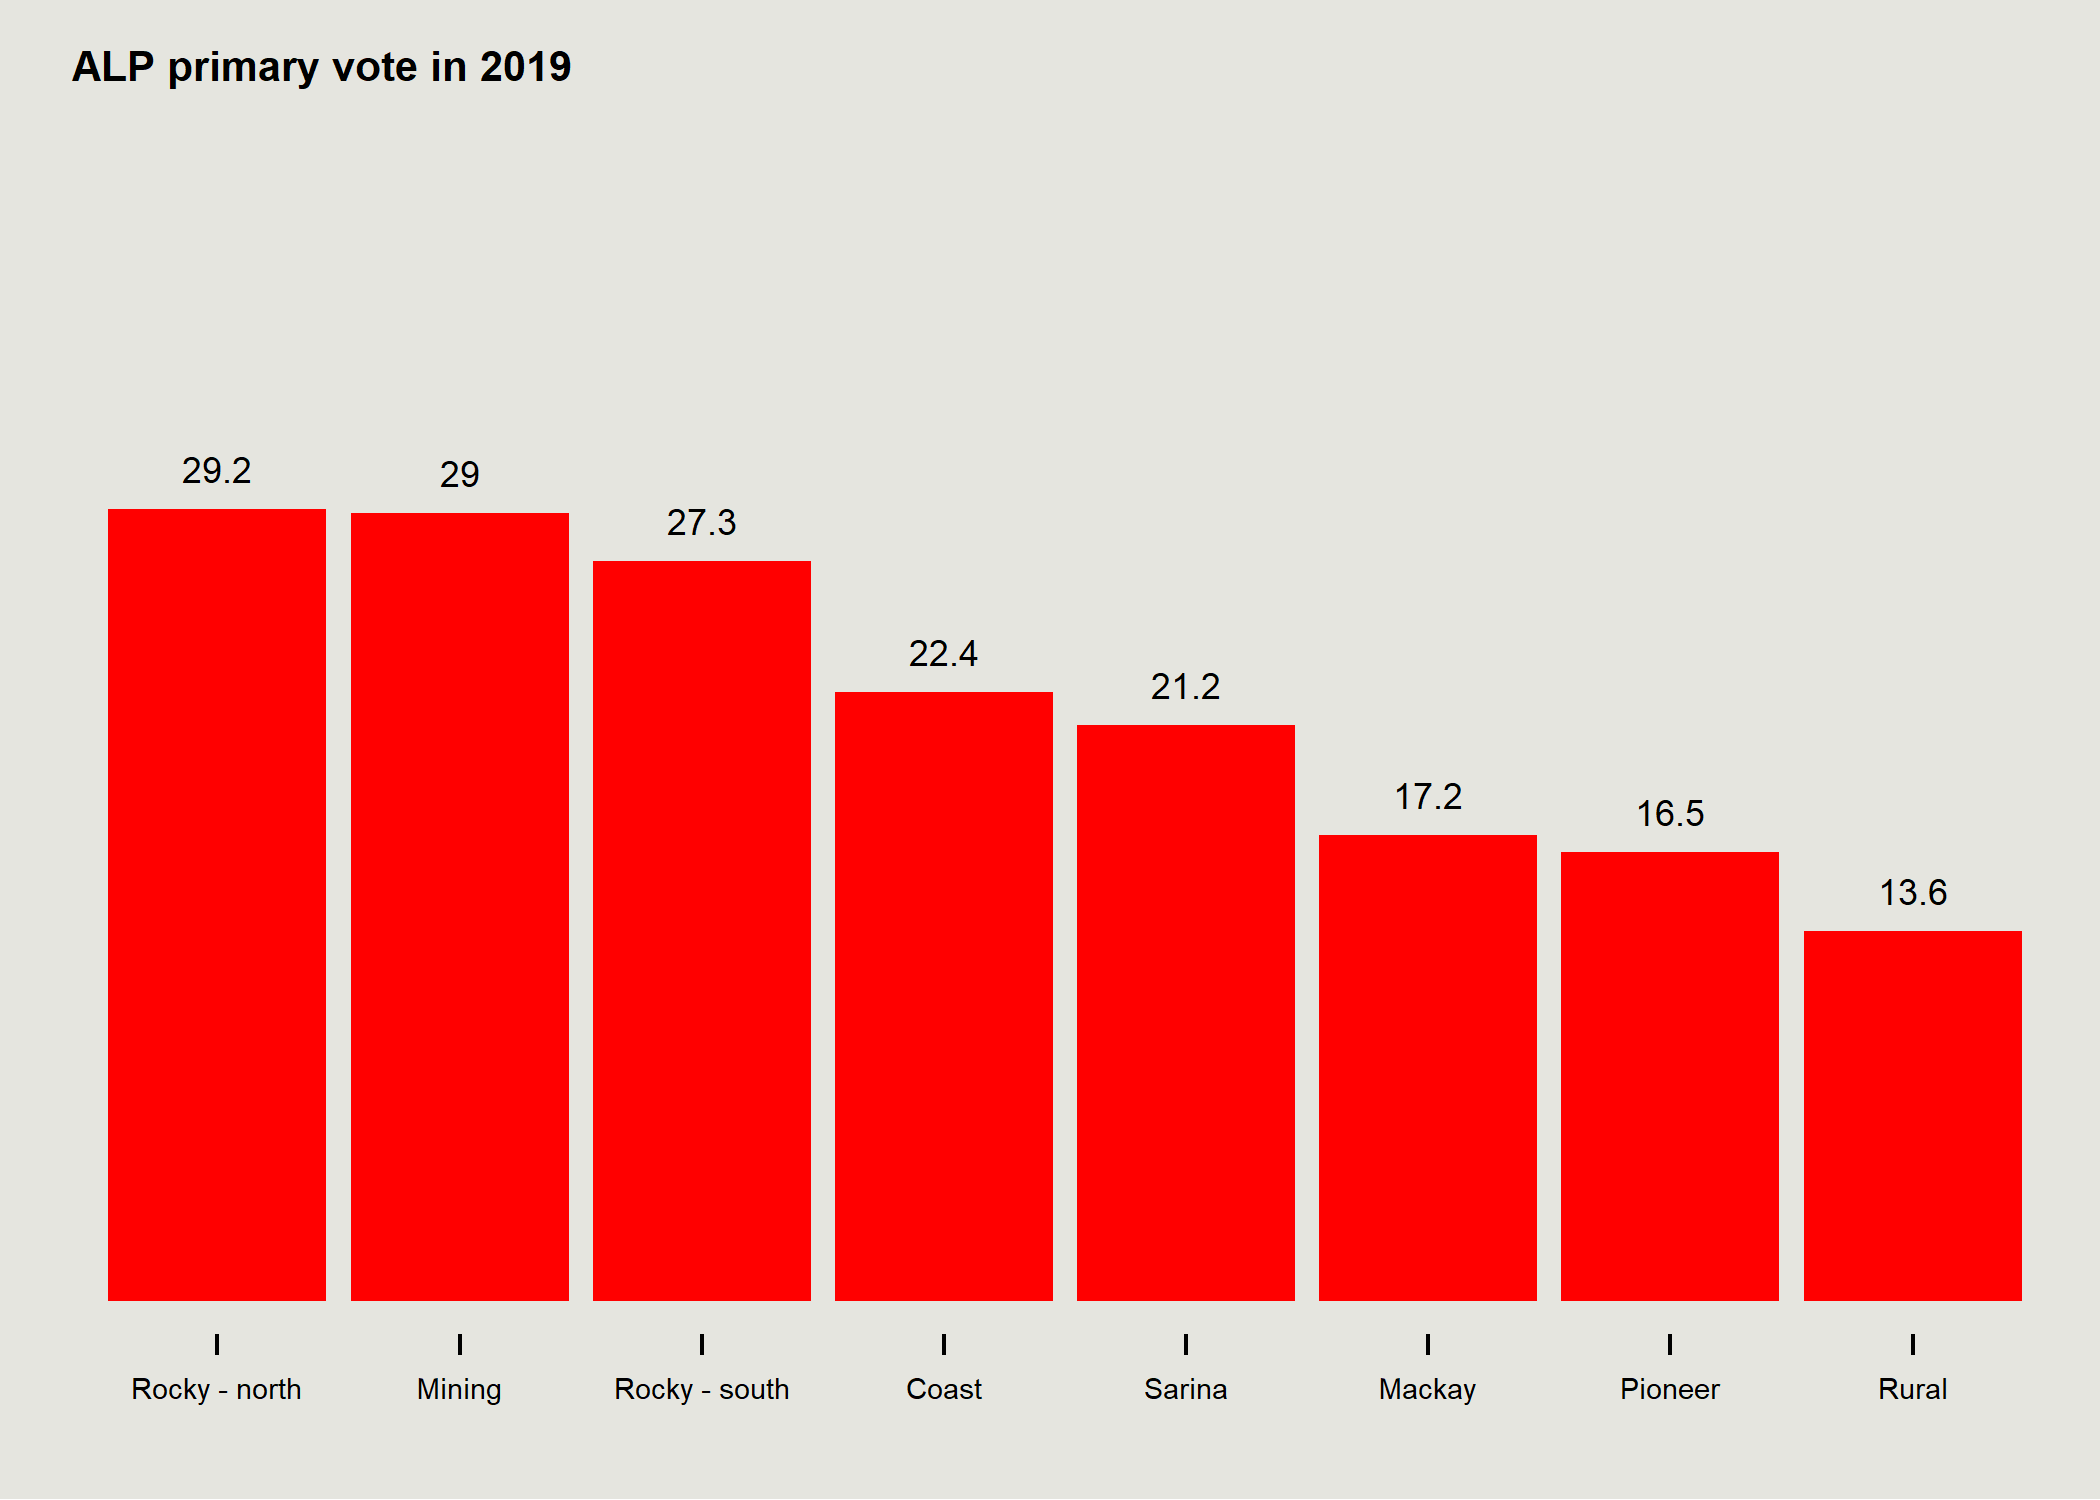 ALP primary vote in 2019
29.2
29
27.3
22.4
21.2
17.2
16.5
13.6
Rocky - north
Mining
Rocky - south
Coast
Sarina
Mackay
Pioneer
Rural